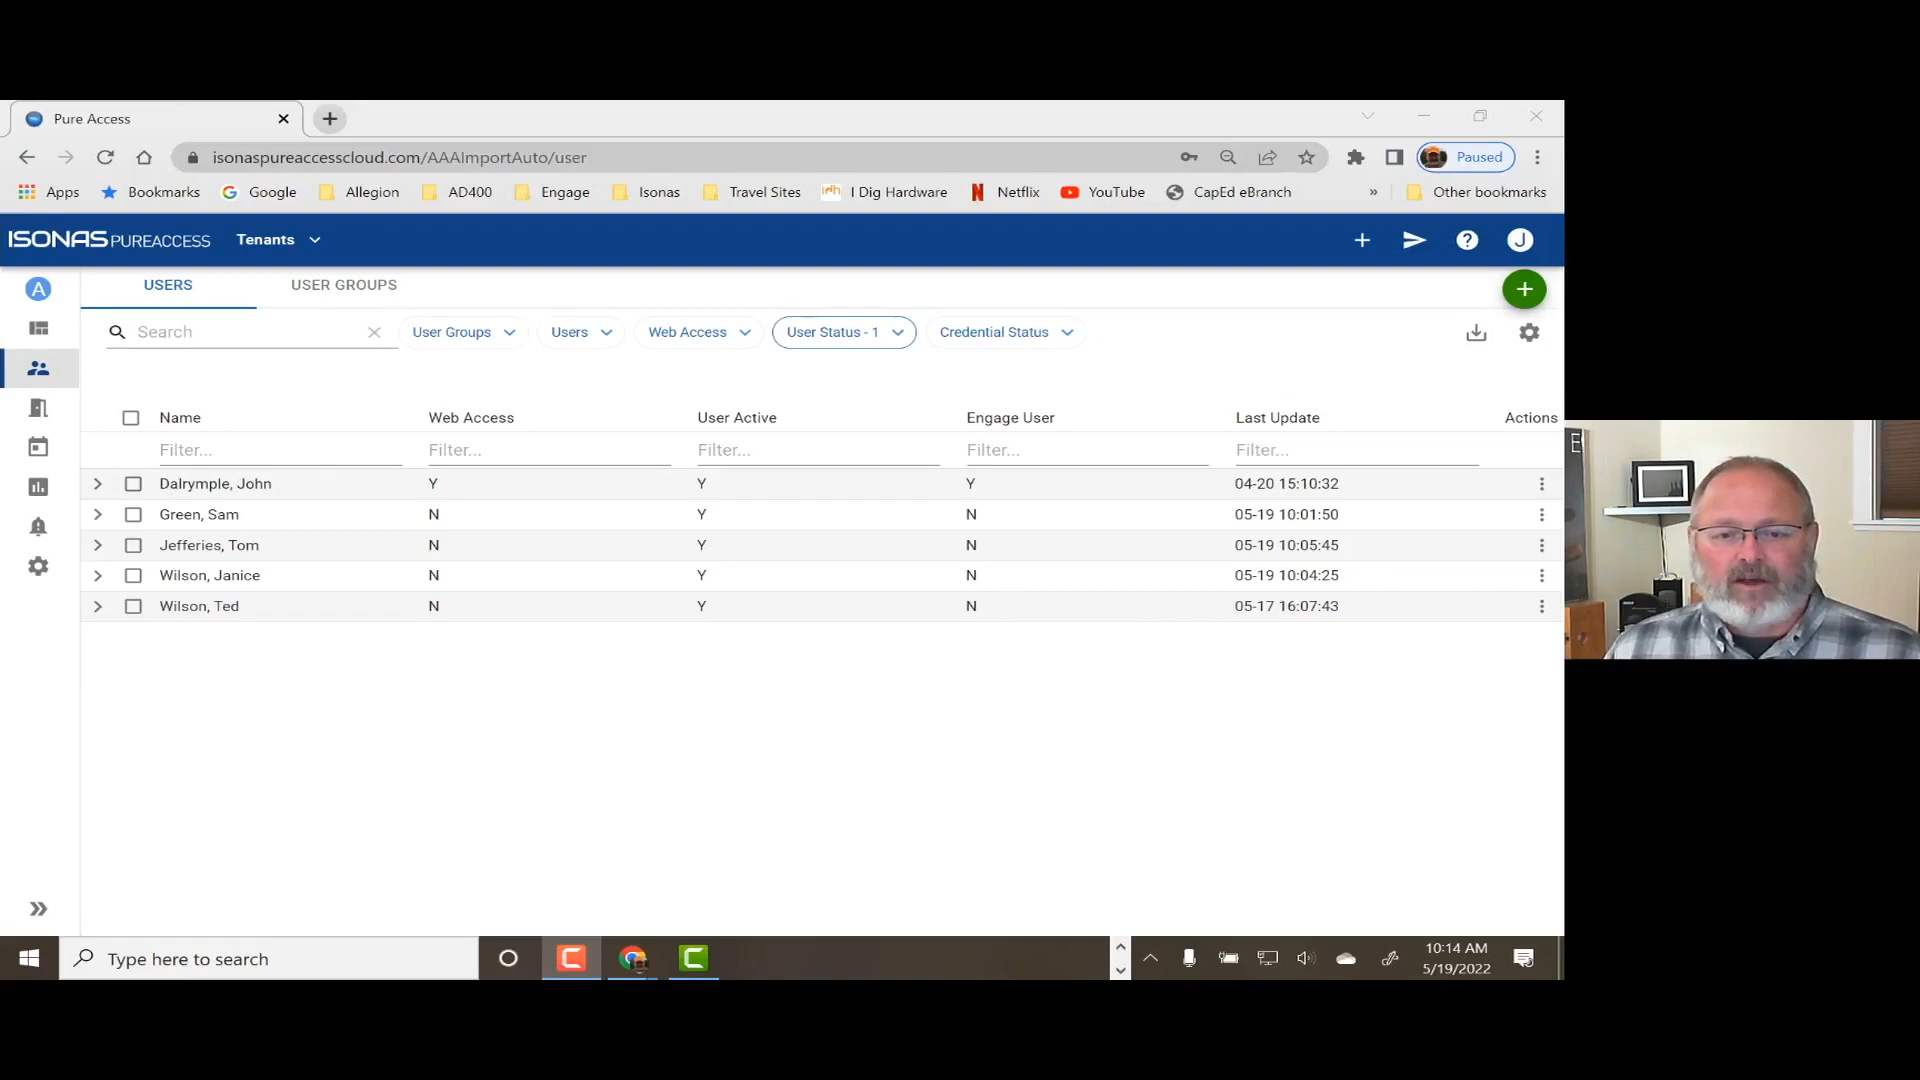 Pure Access
isonaspureaccesscloud.com/AAAImportAuto/user
Paused
Apps Bookmarks Google Allegion AD400 Engage Isonas Travel Sites I Dig Hardware Netflix YouTube CapEd eBranch » Other bookmarks
ISONAS PUREACCESS Tenants
J
A
USERS USER GROUPS
Search User Groups Users Web Access User Status - 1 Credential Status
Name Web Access User Active Engage User Last Update Actions
Filter... Filter... Filter... Filter... Filter...
Dalrymple, John Y Y Y 04-20 15:10:32
Green, Sam N Y N 05-19 10:01:50
Jefferies, Tom N Y N 05-19 10:05:45
Wilson, Janice N Y N 05-19 10:04:25
Wilson, Ted N Y N 05-17 16:07:43
Type here to search
10:14 AM
5/19/2022